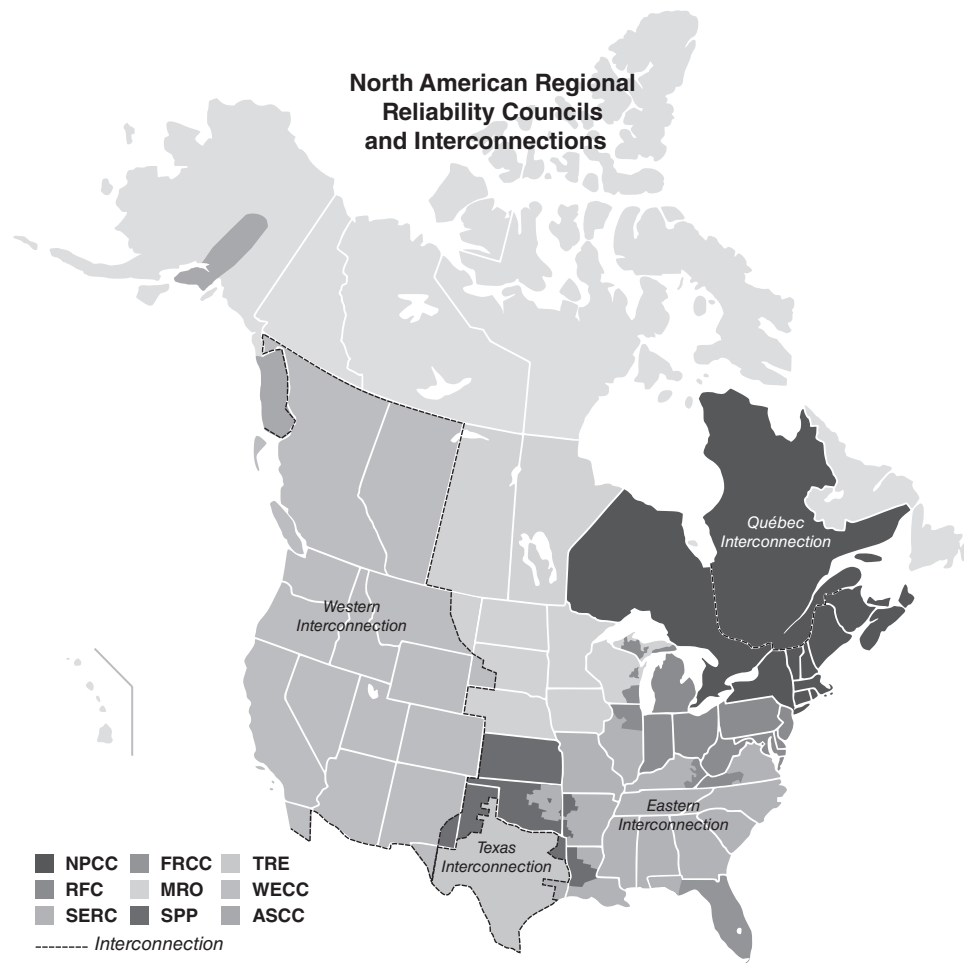 North American Regional
Reliability Councils
and Interconnections
Québec
Interconnection
Western
Interconnection
Eastern
Interconnection
Texas
Interconnection
NPCC FRCC TRE
RFC MRO WECC
SERC SPP ASCC
Interconnection